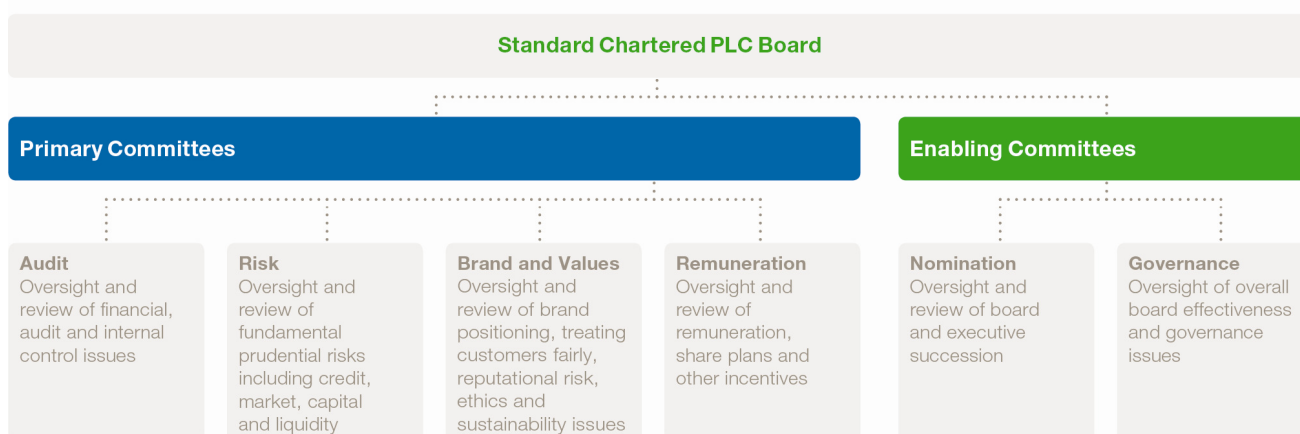 Standard Chartered PLC Board
Primary Committees
Enabling Committees
Audit
Oversight and
review of financial,
audit and internal
control issues
Risk
Oversight and
review of
fundamental
prudential risks
including credit,
market, capital
and liquidity
Brand and Values
Oversight and
review of brand
positioning, treating
customers fairly,
reputational risk,
ethics and
sustainability issues
Remuneration
Oversight and
review of
remuneration,
share plans and
other incentives
Nomination
Oversight and
review of board
and executive
succession
Governance
Oversight of overall
board effectiveness
and governance
issues